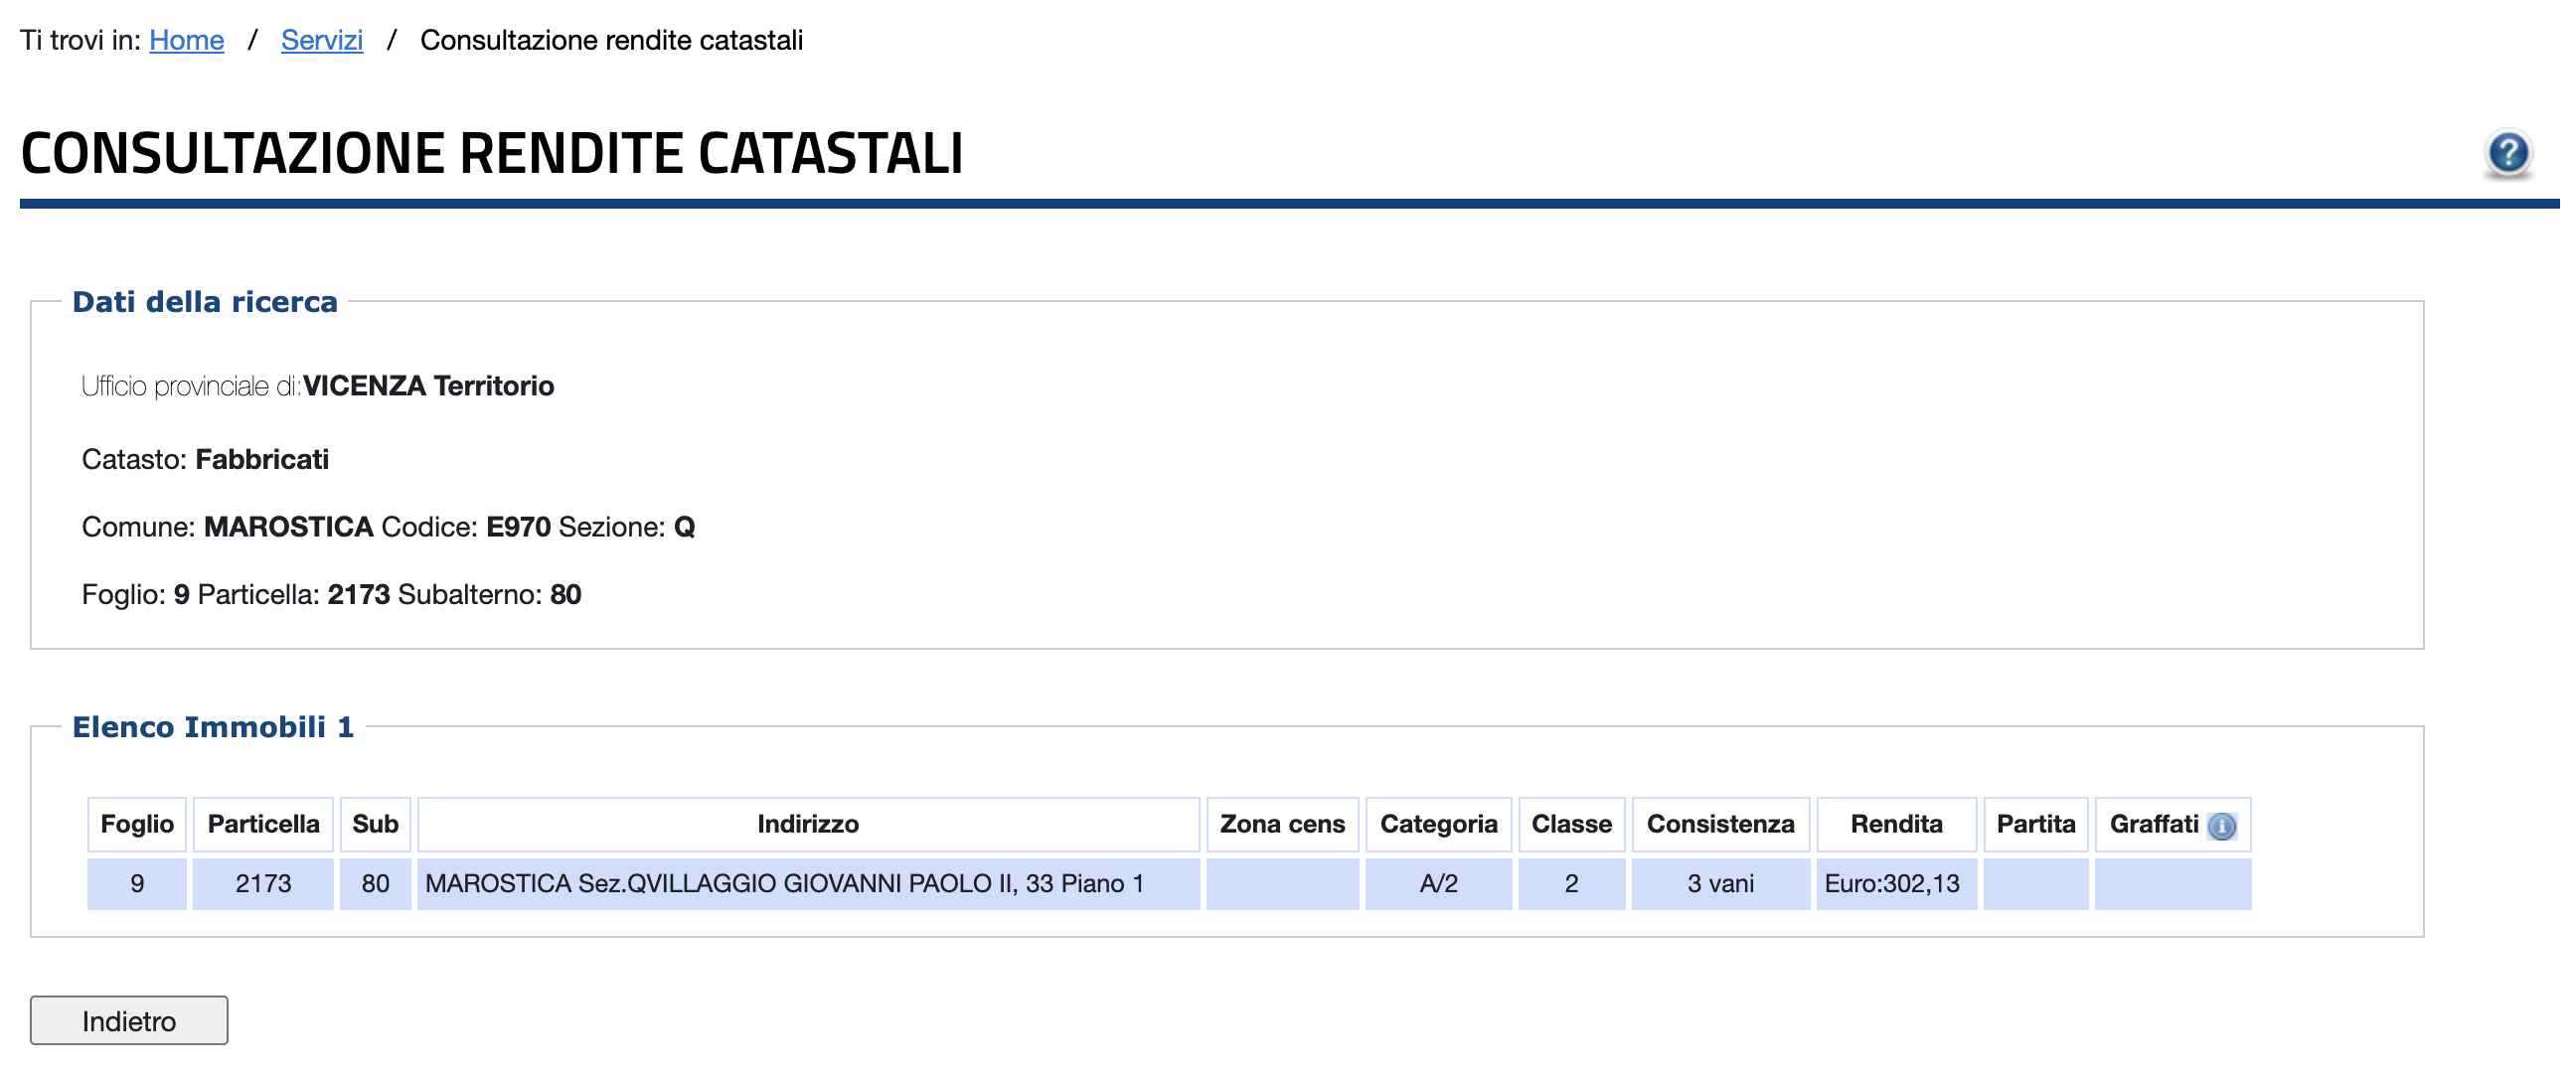 Ti trovi in: Home / Servizi / Consultazione rendite catastali
CONSULTAZIONE RENDITE CATASTALI
?
Dati della ricerca
Ufficio provinciale di:VICENZA Territorio
Catasto: Fabbricati
Comune: MAROSTICA Codice: E970 Sezione: Q
Foglio: 9 Particella: 2173 Subalterno: 80
Elenco Immobili 1
Foglio Particella Sub Indirizzo Zona cens Categoria Classe Consistenza Rendita Partita Graffati i
9 2173 80 MAROSTICA Sez.QVILLAGGIO GIOVANNI PAOLO II, 33 Piano 1 A/2 2 3 vani Euro:302,13
Indietro